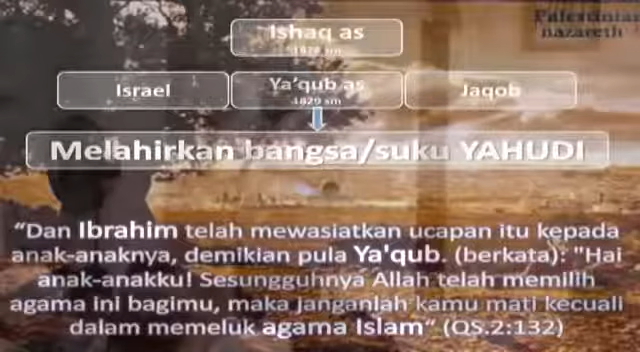 Palestinian
nazareth
Ishaq as
Israel
Ya'qub as
1829 sm
Jaqob
Melahirkan bangsa/suku YAHUDI
“Dan Ibrahim telah mewasiatkan ucapan itu kepada
anak-anaknya, demikian pula Ya'qub. (berkata): "Hai
anak-anakku! Sesungguhnya Allah telah memilih
agama ini bagimu, maka janganlah kamu mati kecuali
dalam memeluk agama Islam“ (QS.2:132)